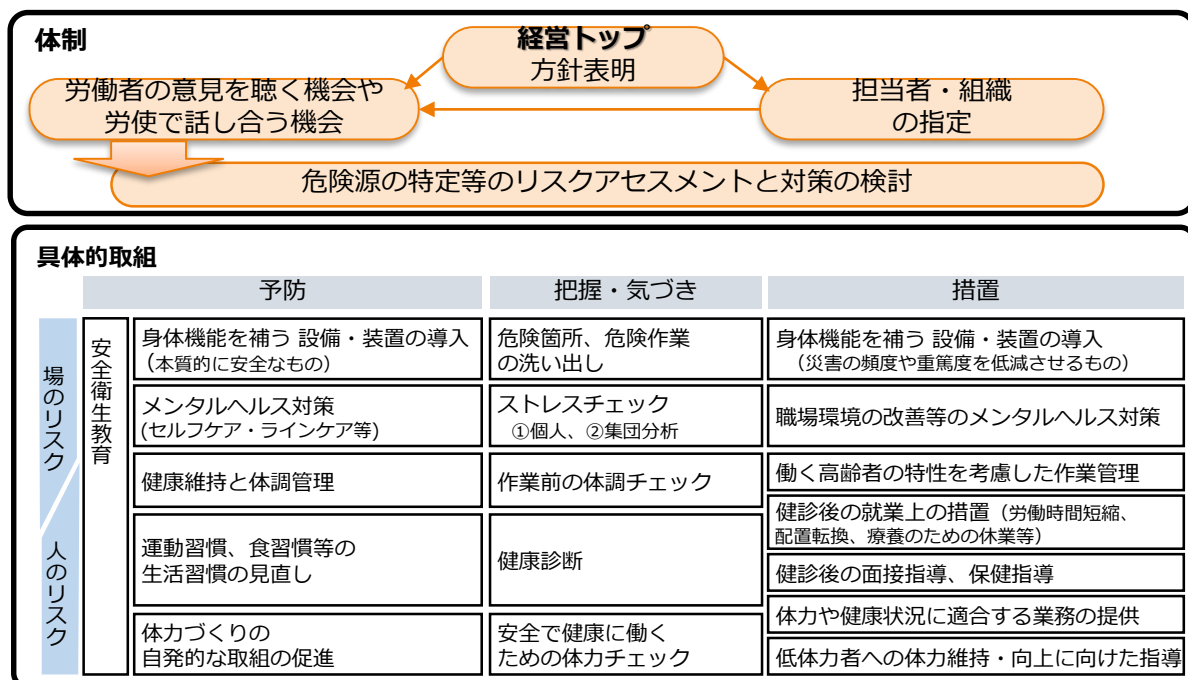 体制
経営トップ
方針表明
労働者の意見を聴く機会や
労使で話し合う機会
担当者・組織
の指定
危険源の特定等のリスクアセスメントと対策の検討
具体的取組
予防
把握・気づき
措置
場のリスク
人のリスク
安全衛生教育
身体機能を補う 設備・装置の導入
(本質的に安全なもの)
危険箇所、危険作業
の洗い出し
身体機能を補う 設備・装置の導入
(災害の頻度や重篤度を低減させるもの)
メンタルヘルス対策
(セルフケア・ラインケア等)
ストレスチェック
①個人、②集団分析
職場環境の改善等のメンタルヘルス対策
健康維持と体調管理
作業前の体調チェック
働く高齢者の特性を考慮した作業管理
運動習慣、食習慣等の
生活習慣の見直し
健康診断
健診後の就業上の措置(労働時間短縮、
配置転換、療養のための休業等)
健診後の面接指導、保健指導
体力づくりの
自発的な取組の促進
安全で健康に働く
ための体力チェック
体力や健康状況に適合する業務の提供
低体力者への体力維持・向上に向けた指導